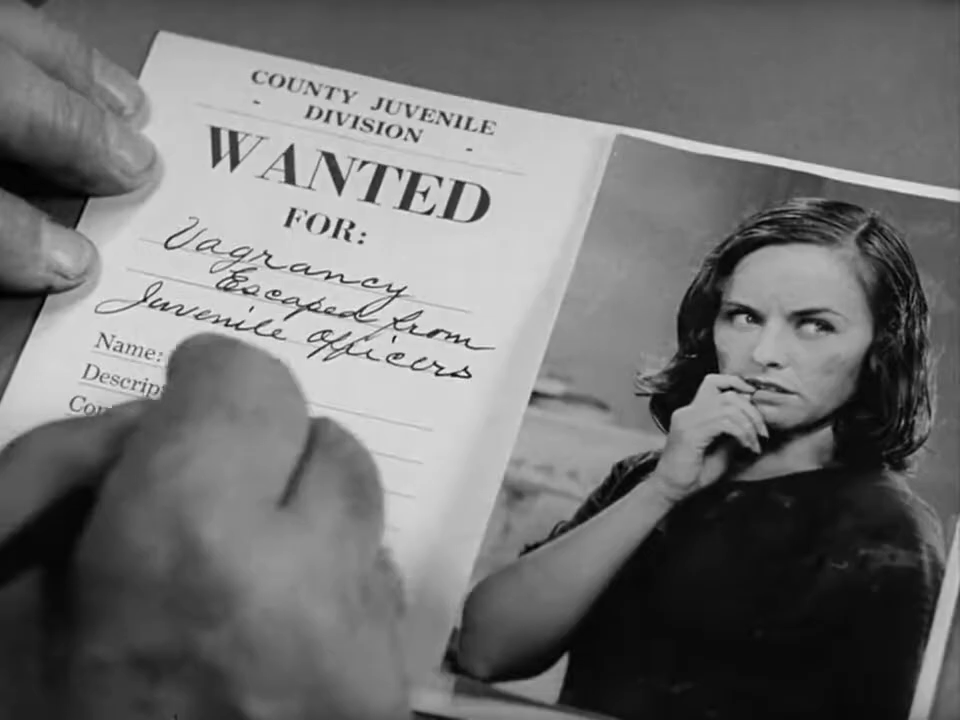 COUNTY JUVENILE
DIVISION
WANTED
FOR:
Vagrancy
Escaped from
Juvenile Officers
Name: